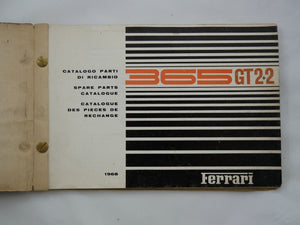 CATALOGO PARTI
DI RICAMBIO
SPARE PARTS
CATALOGUE
CATALOGUE
DES PIECES DE
RECHANGE
1968
365 GT 2+2
Ferrari